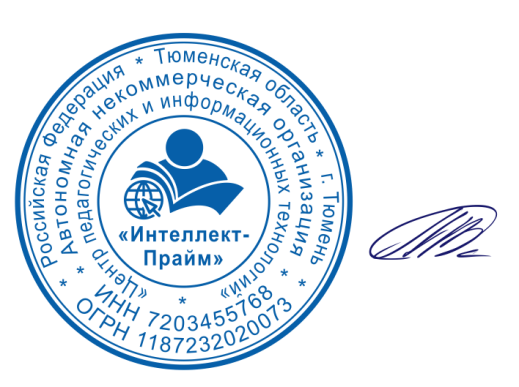 * Российская Федерация * Тюменская область * г. Тюмень
* Автономная некоммерческая организация *
«Центр педагогических и информационных технологий»
«Интеллект-
Прайм»
* ИНН 7203455768
ОГРН 1187232020073